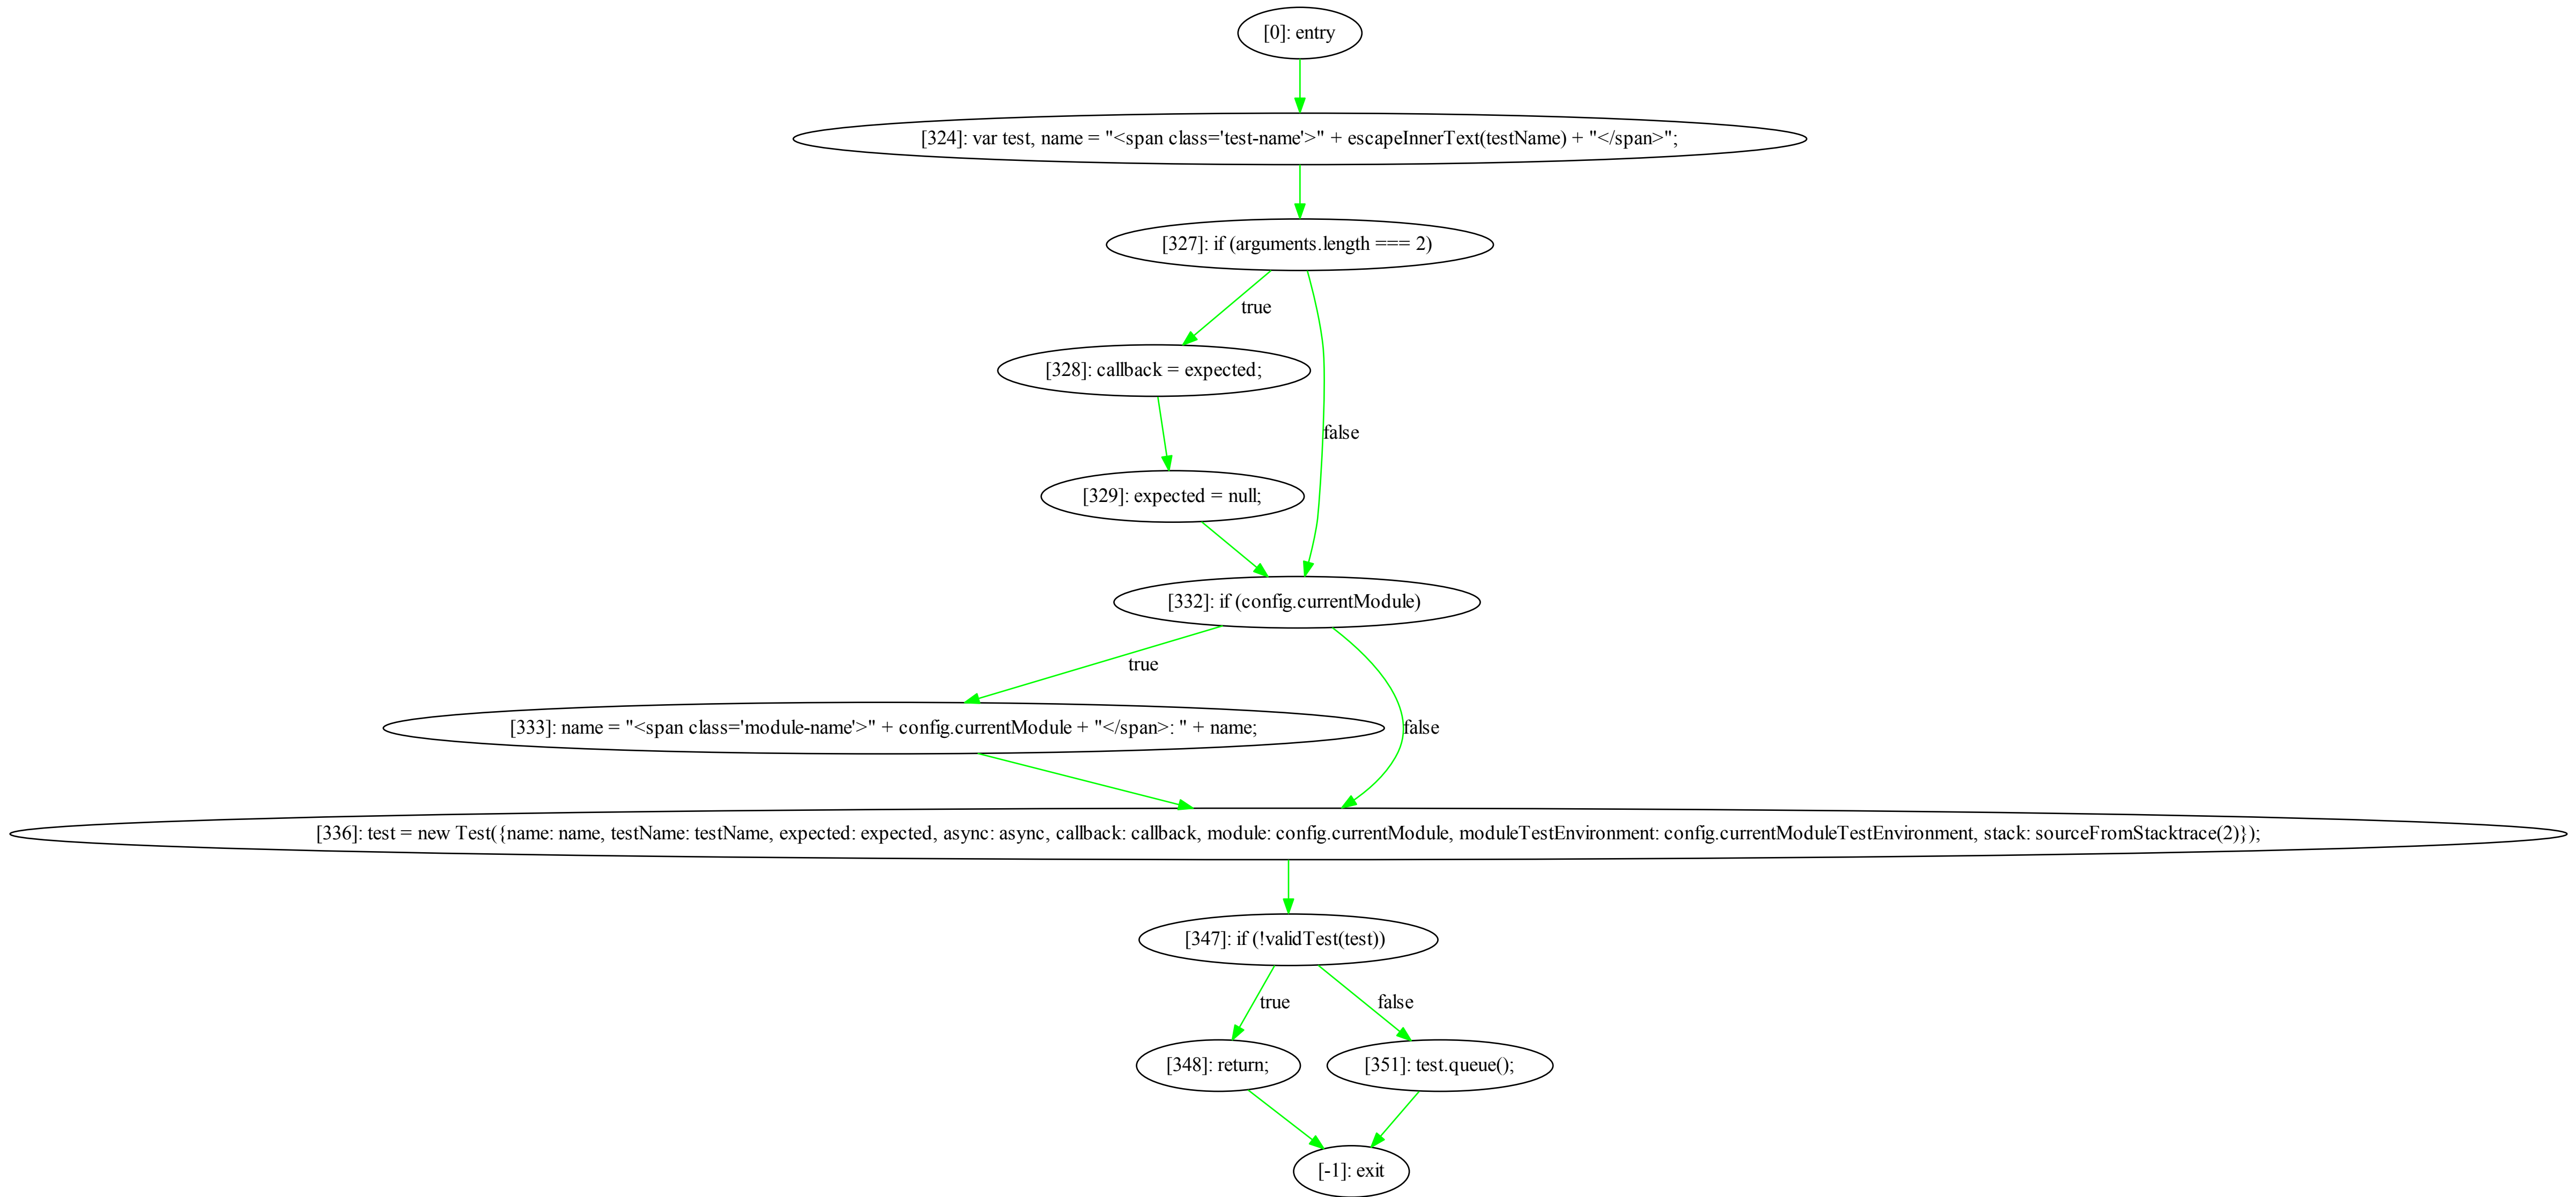 [0]: entry
[324]: var test, name = "<span class='test-name'>" + escapeInnerText(testName) + "</span>";
[327]: if (arguments.length === 2)
true
[328]: callback = expected;
false
[329]: expected = null;
[332]: if (config.currentModule)
true
[333]: name = "<span class='module-name'>" + config.currentModule + "</span>: " + name;
false
[336]: test = new Test({name: name, testName: testName, expected: expected, async: async, callback: callback, module: config.currentModule, moduleTestEnvironment: config.currentModuleTestEnvironment, stack: sourceFromStacktrace(2)});
[347]: if (!validTest(test))
true
false
[348]: return;
[351]: test.queue();
[-1]: exit